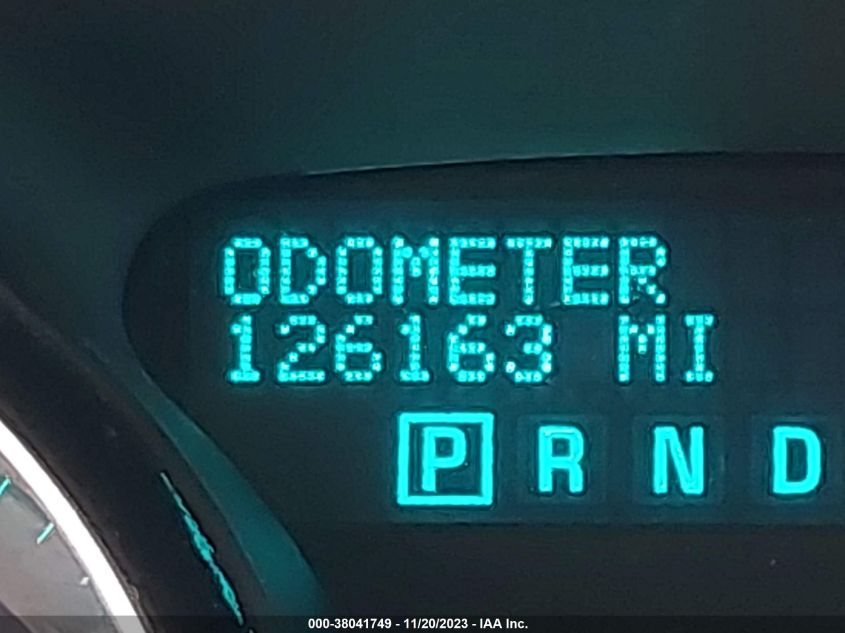 ODOMETER
126163 MI
P R N D
000-38041749 - 11/20/2023 - IAA Inc.